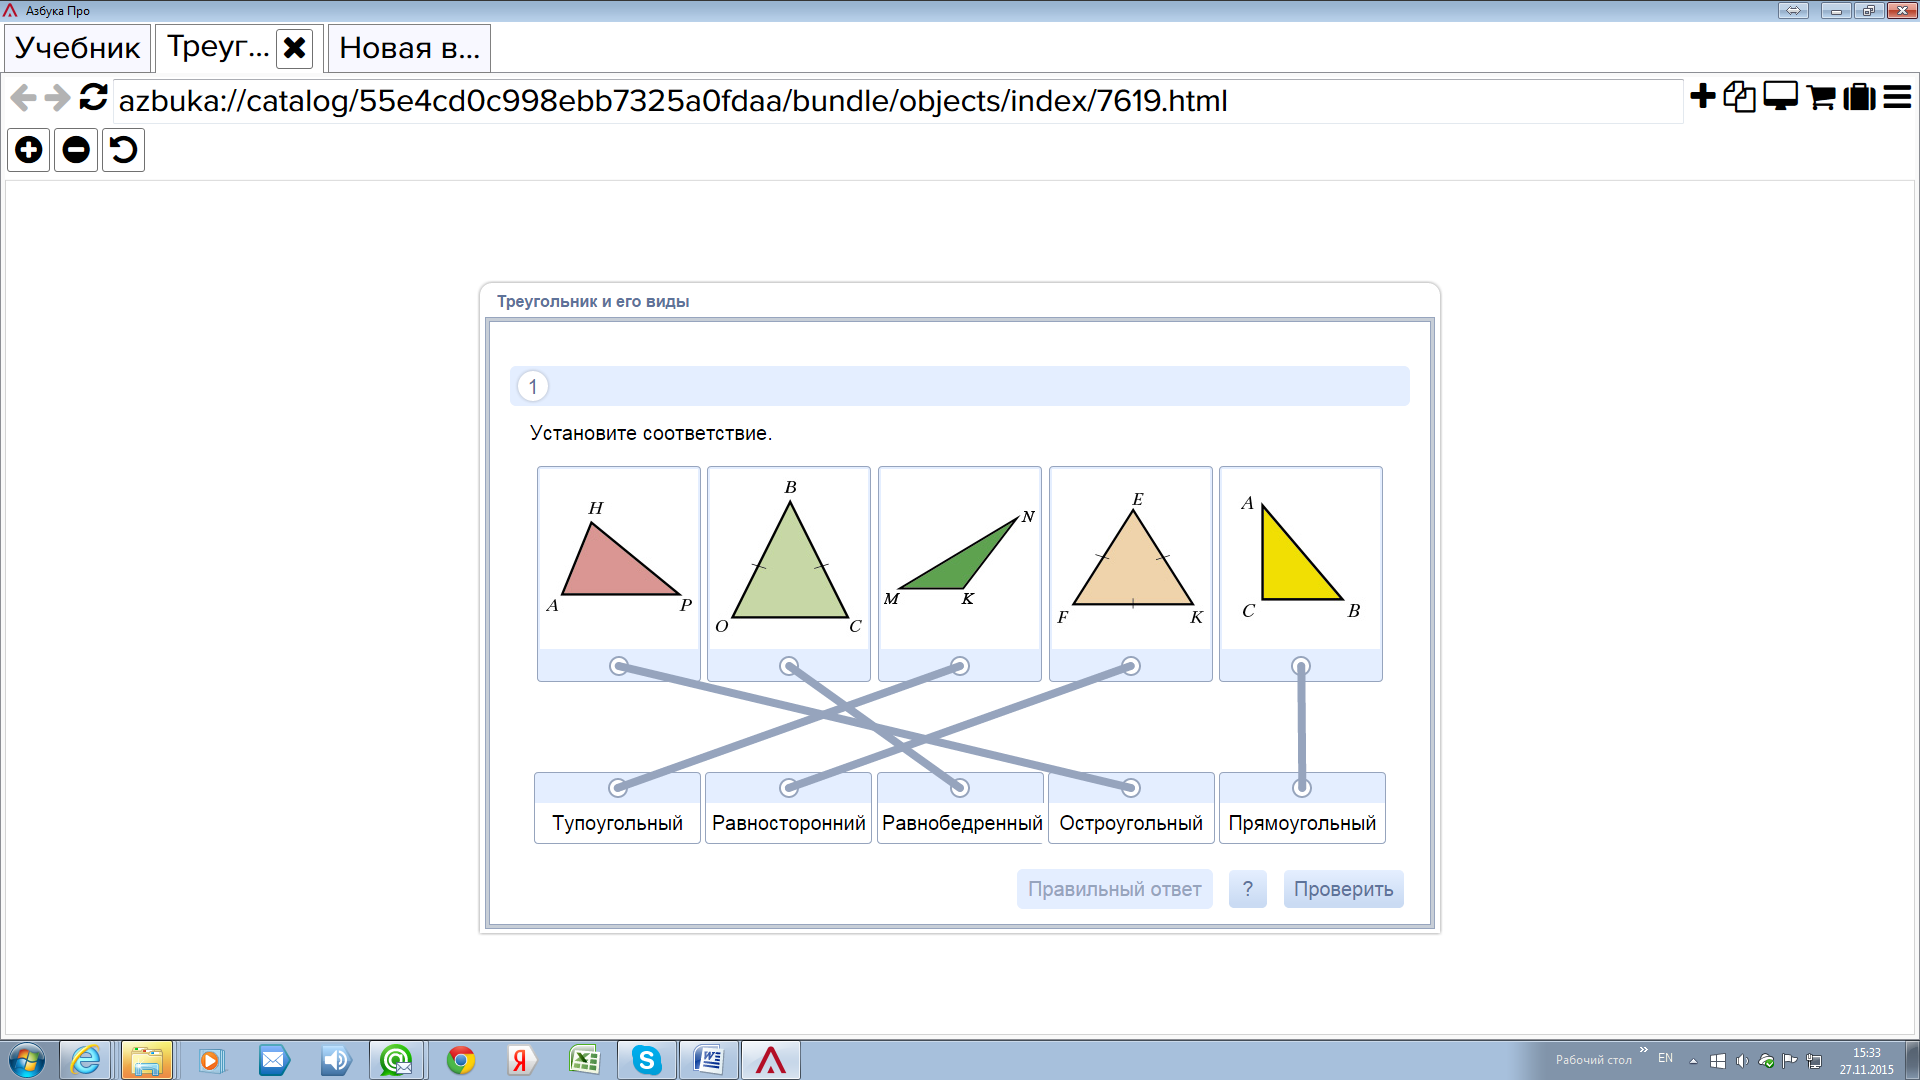 Азбука Про
Учебник
Треуг...
Новая в...
azbuka://catalog/55e4cd0c998ebb7325a0fdaa/bundle/objects/index/7619.html
Треугольник и его виды
1
Установите соответствие.
H
A
P
B
O
C
N
M
K
E
F
K
A
C
B
Тупоугольный
Равносторонний
Равнобедренный
Остроугольный
Прямоугольный
Правильный ответ
?
Проверить
Рабочий стол
»
EN
15:33
27.11.2015